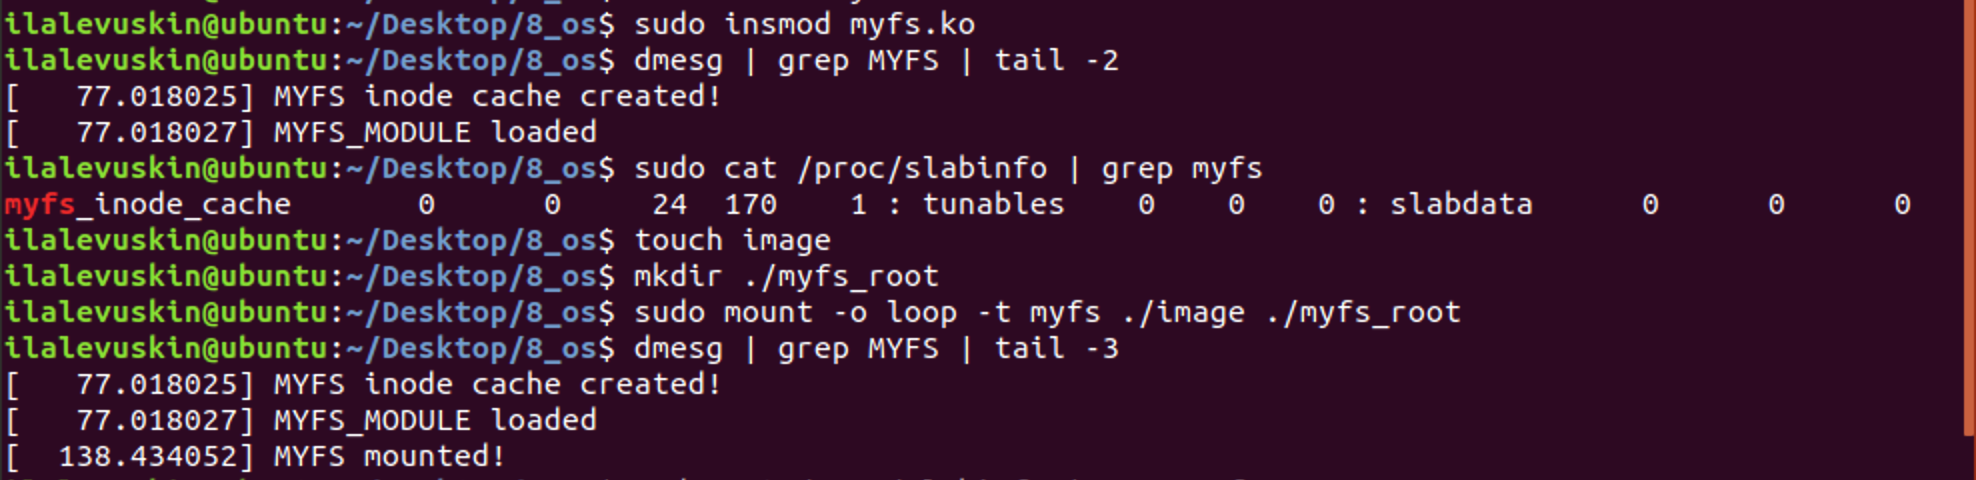 ilalevuskin@ubuntu:~/Desktop/8_os$ sudo insmod myfs.ko
ilalevuskin@ubuntu:~/Desktop/8_os$ dmesg | grep MYFS | tail -2
[   77.018025] MYFS inode cache created!
[   77.018027] MYFS_MODULE loaded
ilalevuskin@ubuntu:~/Desktop/8_os$ sudo cat /proc/slabinfo | grep myfs
myfs_inode_cache       0      0     24  170    1 : tunables    0    0    0 : slabdata      0      0      0
ilalevuskin@ubuntu:~/Desktop/8_os$ touch image
ilalevuskin@ubuntu:~/Desktop/8_os$ mkdir ./myfs_root
ilalevuskin@ubuntu:~/Desktop/8_os$ sudo mount -o loop -t myfs ./image ./myfs_root
ilalevuskin@ubuntu:~/Desktop/8_os$ dmesg | grep MYFS | tail -3
[   77.018025] MYFS inode cache created!
[   77.018027] MYFS_MODULE loaded
[  138.434052] MYFS mounted!